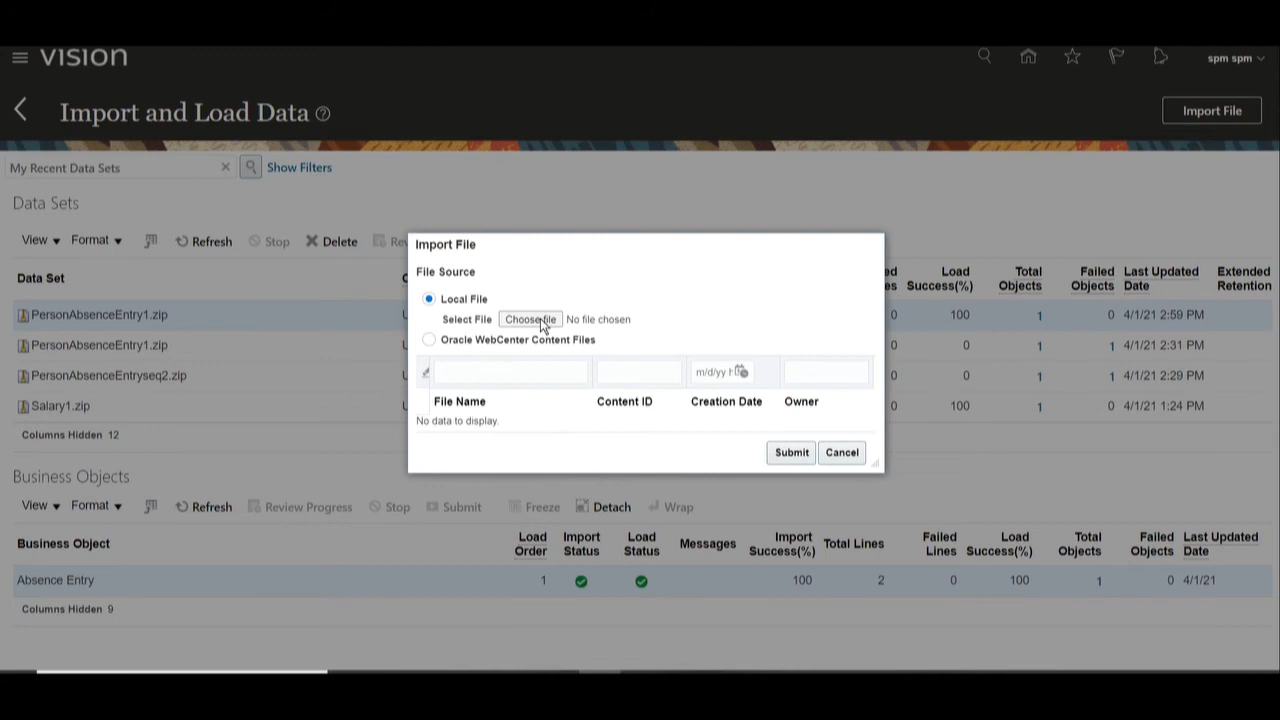 vision
spm spm
Import and Load Data
Import File
My Recent Data Sets
Show Filters
Data Sets
View Format Refresh Stop Delete
Data Set Load Success(%) Total Objects Failed Objects Last Updated Date Extended Retention
PersonAbsenceEntry1.zip 0 100 1 0 4/1/21 2:59 PM
PersonAbsenceEntry1.zip 0 0 1 1 4/1/21 2:31 PM
PersonAbsenceEntryseq2.zip 0 0 1 1 4/1/21 2:29 PM
Salary1.zip 0 100 1 0 4/1/21 1:24 PM
Columns Hidden 12
Import File
File Source
Local File
Select File Choose file No file chosen
Oracle WebCenter Content Files
m/d/yy
File Name Content ID Creation Date Owner
No data to display.
Submit Cancel
Business Objects
View Format Refresh Review Progress Stop Submit Freeze Detach Wrap
Business Object Load Order Import Status Load Status Messages Import Success(%) Total Lines Failed Lines Load Success(%) Total Objects Failed Objects Last Updated Date
Absence Entry 1 100 2 0 100 1 0 4/1/21
Columns Hidden 9